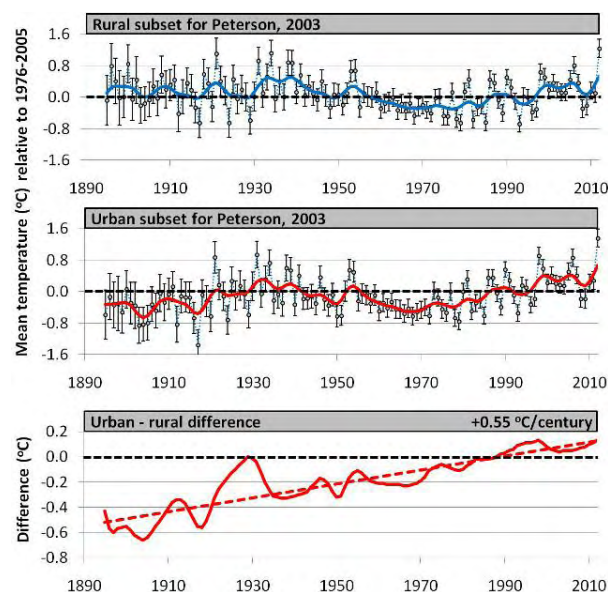 Rural subset for Peterson, 2003
1.6
0.8
0.0
-0.8
-1.6
1890 1910 1930 1950 1970 1990 2010
Mean temperature (ºC) relative to 1976-2005
Urban subset for Peterson, 2003
1.6
0.8
0.0
-0.8
-1.6
1890 1910 1930 1950 1970 1990 2010
Urban - rural difference +0.55 ºC/century
Difference (ºC)
0.2
0.0
-0.2
-0.4
-0.6
-0.8
1890 1910 1930 1950 1970 1990 2010